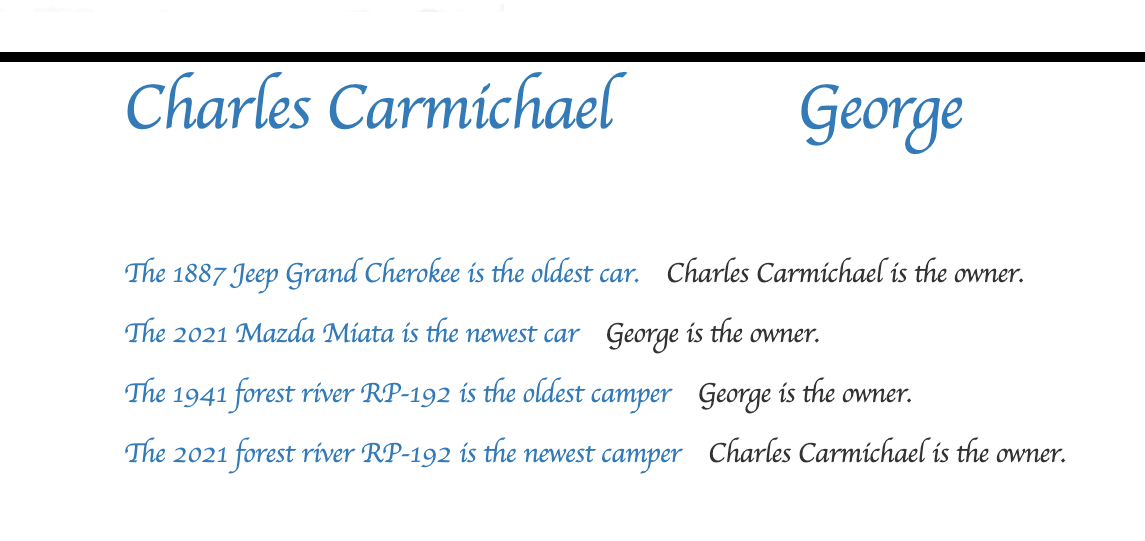 Charles Carmichael George
The 1887 Jeep Grand Cherokee is the oldest car. Charles Carmichael is the owner.
The 2021 Mazda Miata is the newest car George is the owner.
The 1941 forest river RP-192 is the oldest camper George is the owner.
The 2021 forest river RP-192 is the newest camper Charles Carmichael is the owner.